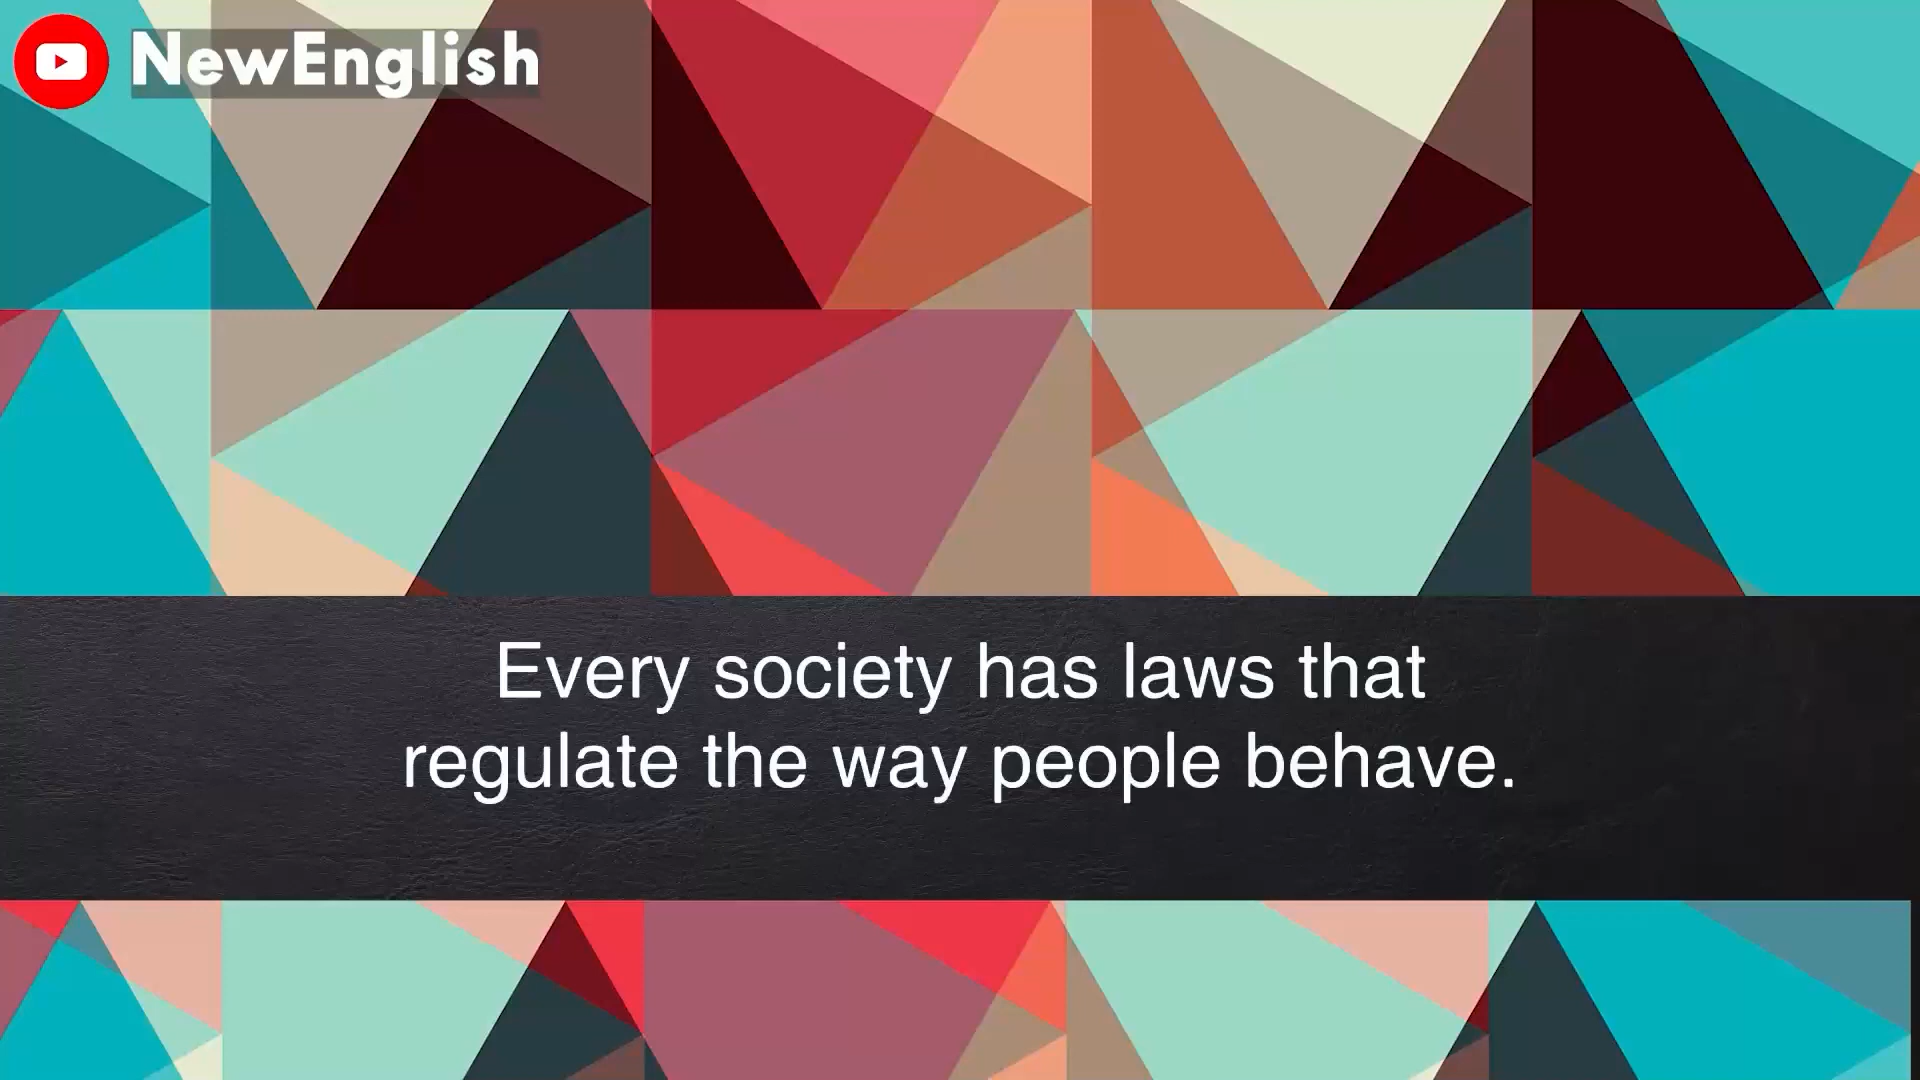 NewEnglish
Every society has laws that
regulate the way people behave.